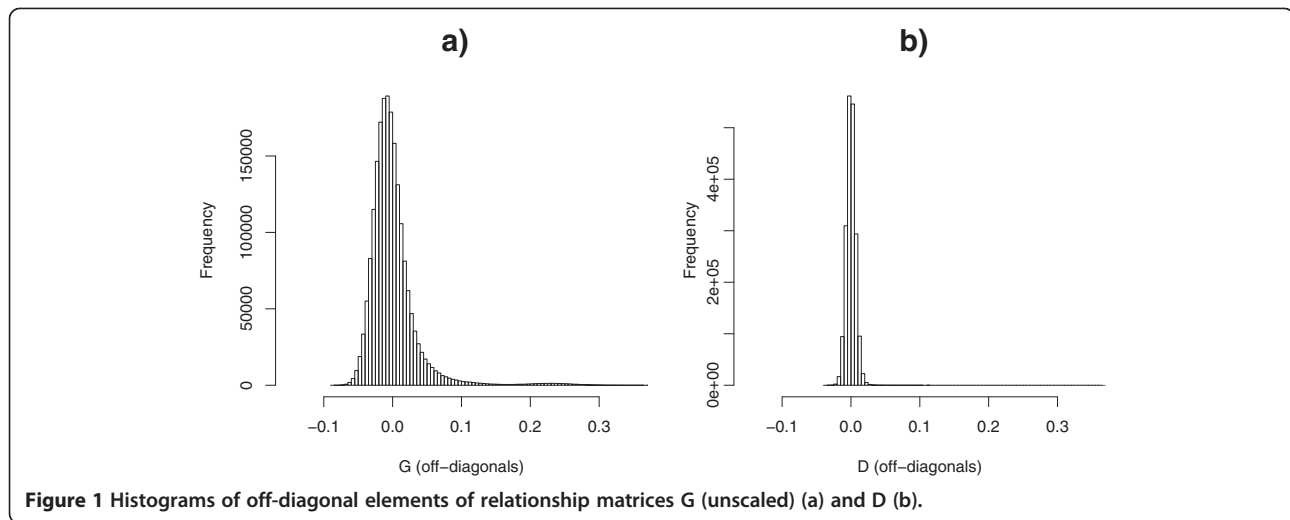 a)
Frequency
150000
100000
50000
0
−0.1 0.0 0.1 0.2 0.3
G (off−diagonals)
b)
Frequency
4e+05
2e+05
0e+00
−0.1 0.0 0.1 0.2 0.3
D (off−diagonals)
Figure 1 Histograms of off-diagonal elements of relationship matrices G (unscaled) (a) and D (b).